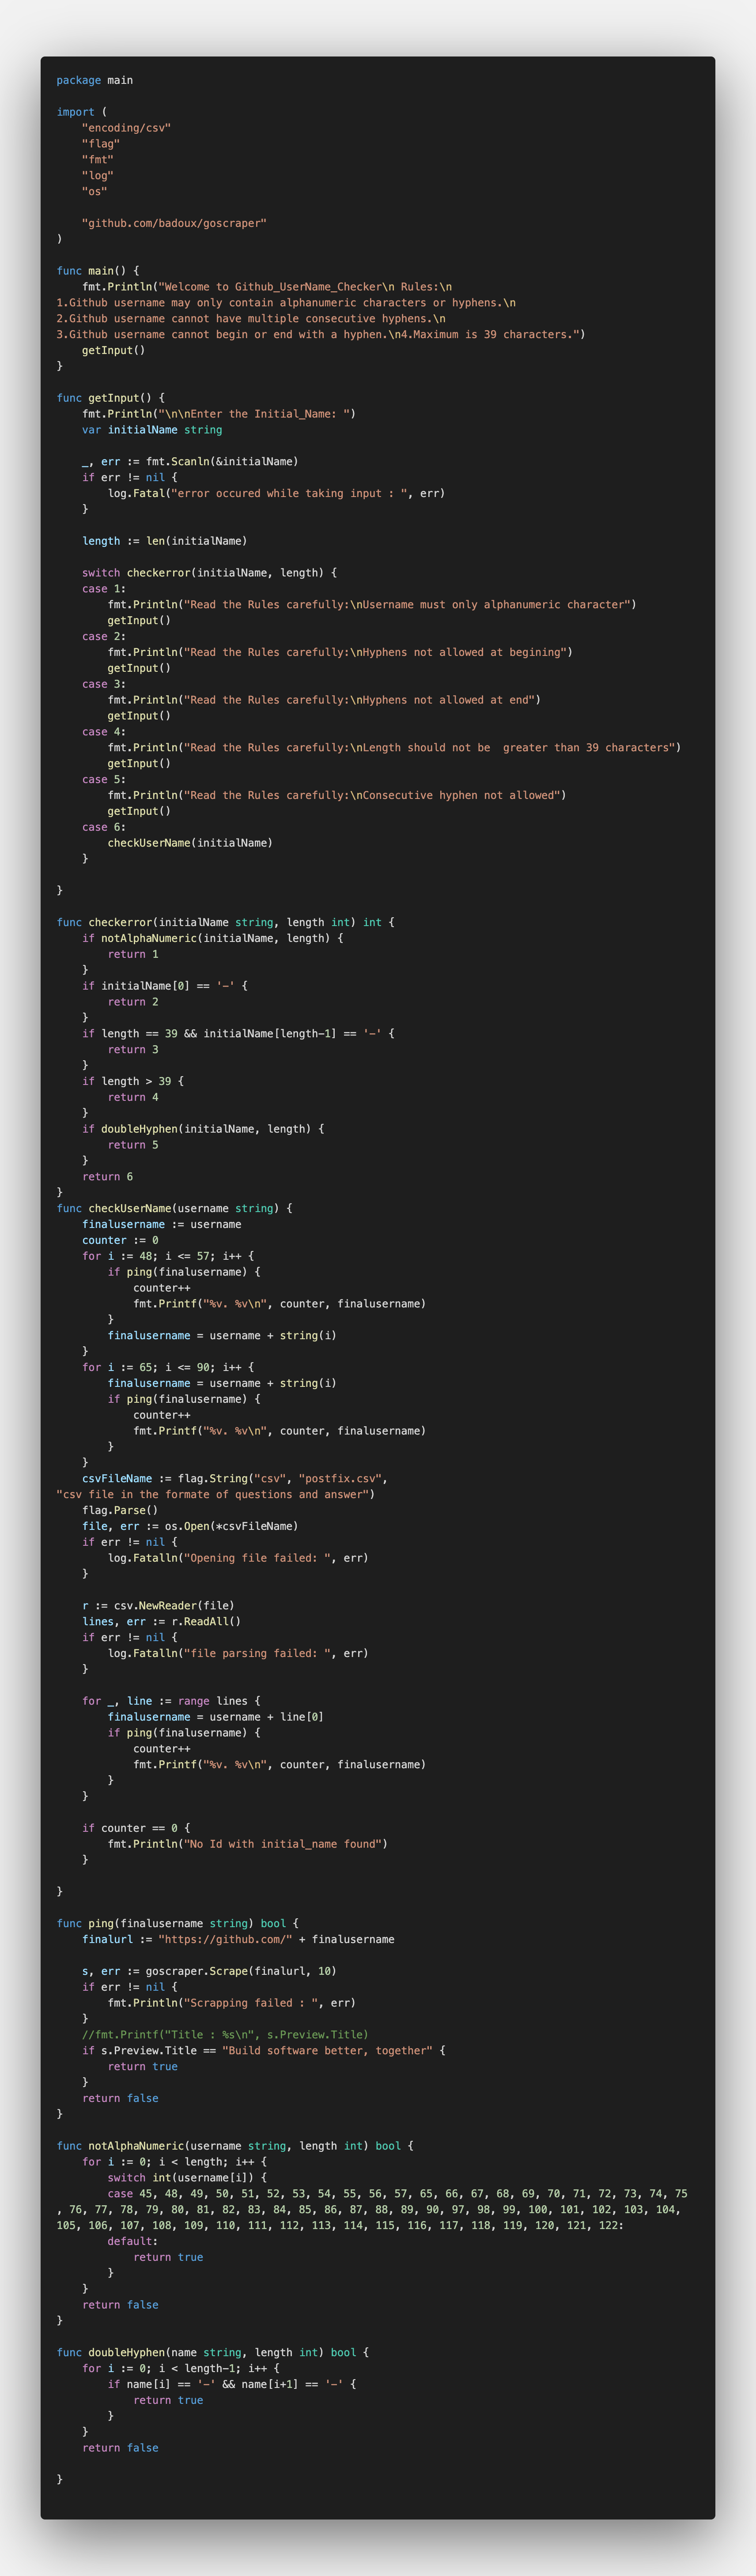 package main
import (
"encoding/csv"
"flag"
"fmt"
"log"
"os"
"github.com/badoux/goscraper"
)
func main() {
fmt.Println("Welcome to Github_UserName_Checker\n Rules:\n
1.Github username may only contain alphanumeric characters or hyphens.\n
2.Github username cannot have multiple consecutive hyphens.\n
3.Github username cannot begin or end with a hyphen.\n4.Maximum is 39 characters.")
getInput()
}
func getInput() {
fmt.Println("\n\nEnter the Initial_Name: ")
var initialName string
_, err := fmt.Scanln(&initialName)
if err != nil {
log.Fatal("error occured while taking input : ", err)
}
length := len(initialName)
switch checkerror(initialName, length) {
case 1:
fmt.Println("Read the Rules carefully:\nUsername must only alphanumeric character")
getInput()
case 2:
fmt.Println("Read the Rules carefully:\nHyphens not allowed at begining")
getInput()
case 3:
fmt.Println("Read the Rules carefully:\nHyphens not allowed at end")
getInput()
case 4:
fmt.Println("Read the Rules carefully:\nLength should not be  greater than 39 characters")
getInput()
case 5:
fmt.Println("Read the Rules carefully:\nConsecutive hyphen not allowed")
getInput()
case 6:
checkUserName(initialName)
}
}
func checkerror(initialName string, length int) int {
if notAlphaNumeric(initialName, length) {
return 1
}
if initialName[0] == '-' {
return 2
}
if length == 39 && initialName[length-1] == '-' {
return 3
}
if length > 39 {
return 4
}
if doubleHyphen(initialName, length) {
return 5
}
return 6
}
func checkUserName(username string) {
finalusername := username
counter := 0
for i := 48; i <= 57; i++ {
if ping(finalusername) {
counter++
fmt.Printf("%v. %v\n", counter, finalusername)
}
finalusername = username + string(i)
}
for i := 65; i <= 90; i++ {
finalusername = username + string(i)
if ping(finalusername) {
counter++
fmt.Printf("%v. %v\n", counter, finalusername)
}
}
csvFileName := flag.String("csv", "postfix.csv",
"csv file in the formate of questions and answer")
flag.Parse()
file, err := os.Open(*csvFileName)
if err != nil {
log.Fatalln("Opening file failed: ", err)
}
r := csv.NewReader(file)
lines, err := r.ReadAll()
if err != nil {
log.Fatalln("file parsing failed: ", err)
}
for _, line := range lines {
finalusername = username + line[0]
if ping(finalusername) {
counter++
fmt.Printf("%v. %v\n", counter, finalusername)
}
}
if counter == 0 {
fmt.Println("No Id with initial_name found")
}
}
func ping(finalusername string) bool {
finalurl := "https://github.com/" + finalusername
s, err := goscraper.Scrape(finalurl, 10)
if err != nil {
fmt.Println("Scrapping failed : ", err)
}
//fmt.Printf("Title : %s\n", s.Preview.Title)
if s.Preview.Title == "Build software better, together" {
return true
}
return false
}
func notAlphaNumeric(username string, length int) bool {
for i := 0; i < length; i++ {
switch int(username[i]) {
case 45, 48, 49, 50, 51, 52, 53, 54, 55, 56, 57, 65, 66, 67, 68, 69, 70, 71, 72, 73, 74, 75
, 76, 77, 78, 79, 80, 81, 82, 83, 84, 85, 86, 87, 88, 89, 90, 97, 98, 99, 100, 101, 102, 103, 104,
105, 106, 107, 108, 109, 110, 111, 112, 113, 114, 115, 116, 117, 118, 119, 120, 121, 122:
default:
return true
}
}
return false
}
func doubleHyphen(name string, length int) bool {
for i := 0; i < length-1; i++ {
if name[i] == '-' && name[i+1] == '-' {
return true
}
}
return false
}